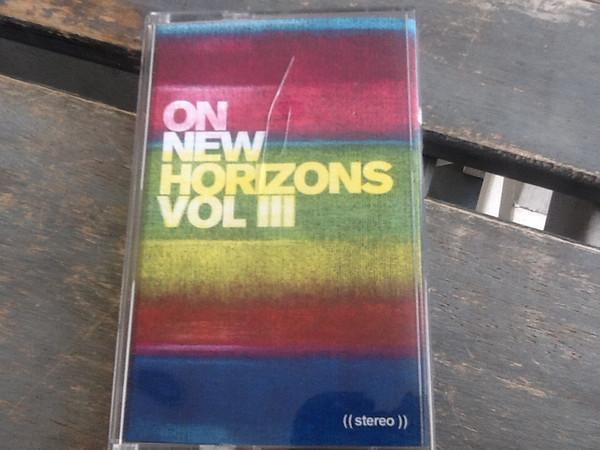 ON
NEW
HORIZONS
VOL III
((stereo))